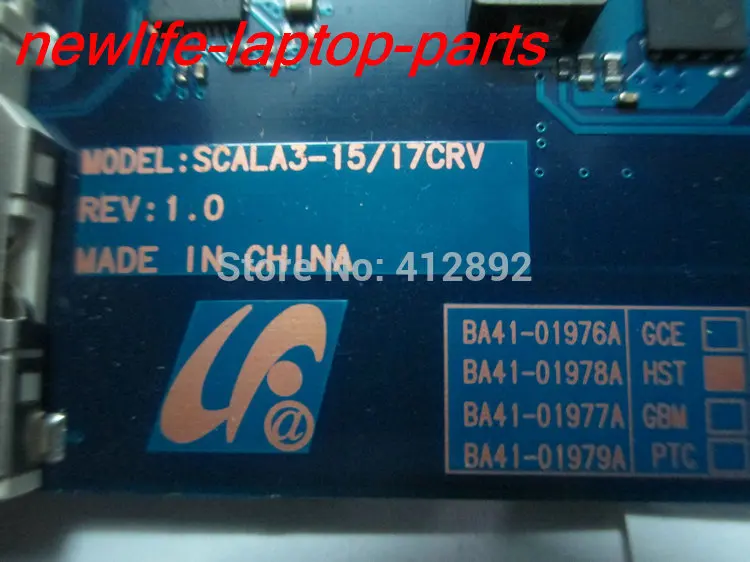 newlife-laptop-parts
MODEL:SCALA3-15/17CRV
REV:1.0
MADE IN CHINA
Store No: 412892
@
BA41-01976A GCE
BA41-01978A HST
BA41-01977A GBM
BA41-01979A PTC